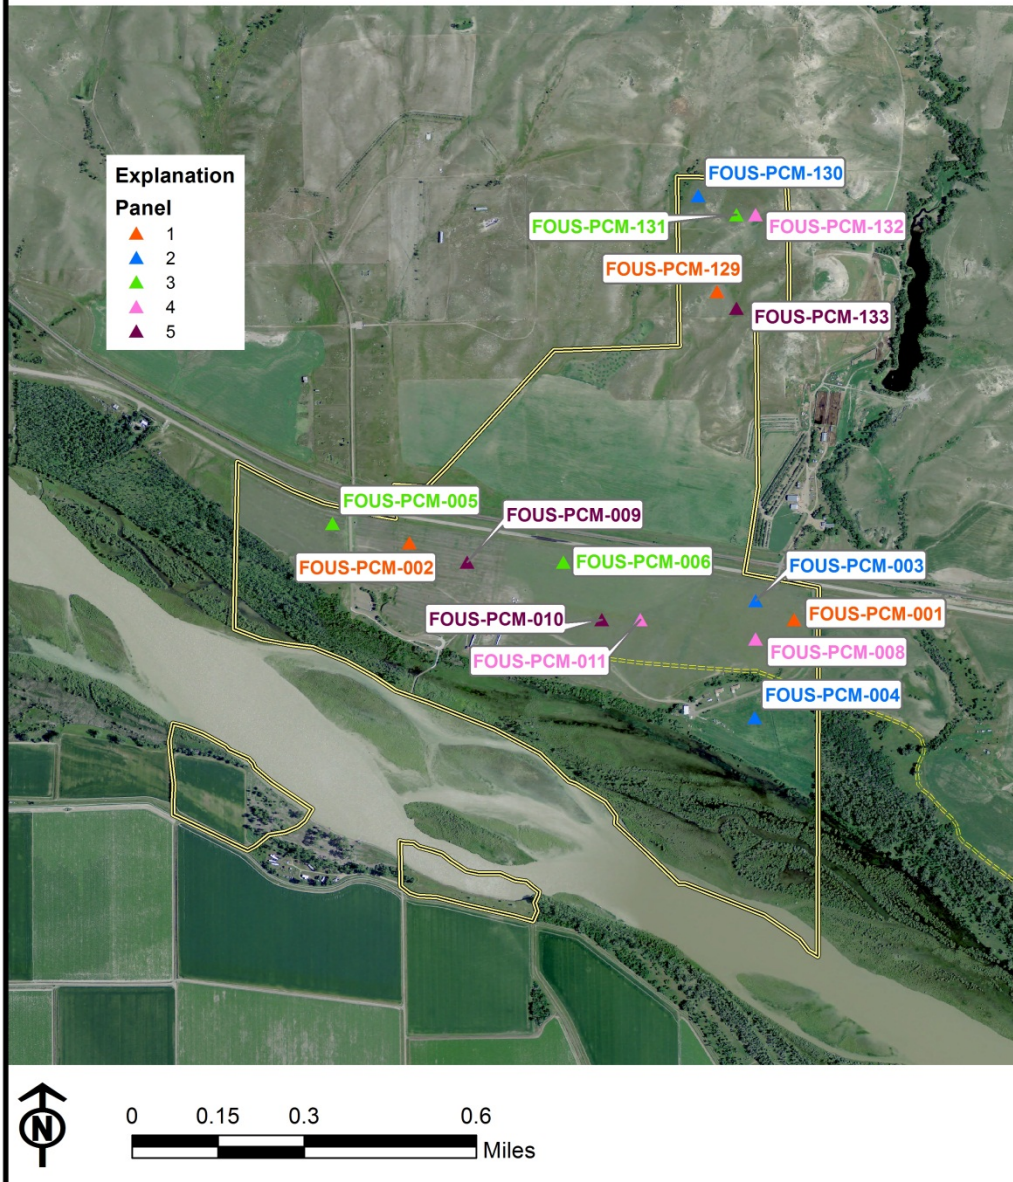 Explanation
Panel
1
2
3
4
5
FOUS-PCM-130
FOUS-PCM-131
FOUS-PCM-132
FOUS-PCM-129
FOUS-PCM-133
FOUS-PCM-005
FOUS-PCM-009
FOUS-PCM-002
FOUS-PCM-006
FOUS-PCM-003
FOUS-PCM-010
FOUS-PCM-001
FOUS-PCM-011
FOUS-PCM-008
FOUS-PCM-004
N
0 0.15 0.3 0.6
Miles